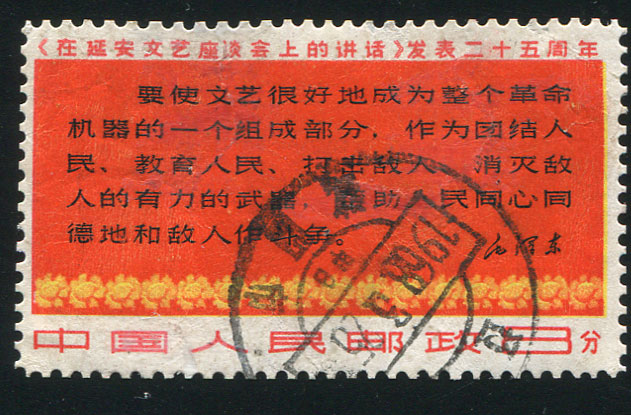 《在延安文艺座谈会上的讲话》发表二十五周年
要使文艺很好地成为整个革命
机器的一个组成部分，作为团结人
民、教育人民、打击敌人、消灭敌
人的有力的武器，帮助人民同心同
德地和敌人作斗争。
毛泽东
1968
中国人民邮政8分